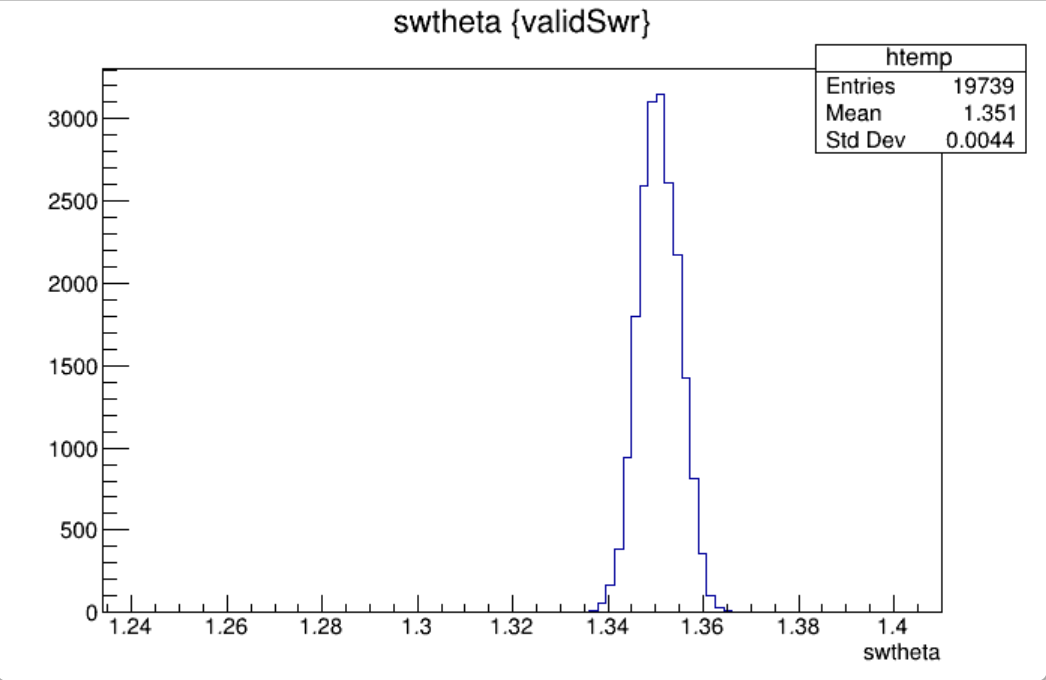 swtheta {validSwr}
htemp
Entries 19739
Mean 1.351
Std Dev 0.0044
3000
2500
2000
1500
1000
500
0
1.24 1.26 1.28 1.3 1.32 1.34 1.36 1.38 1.4
swtheta